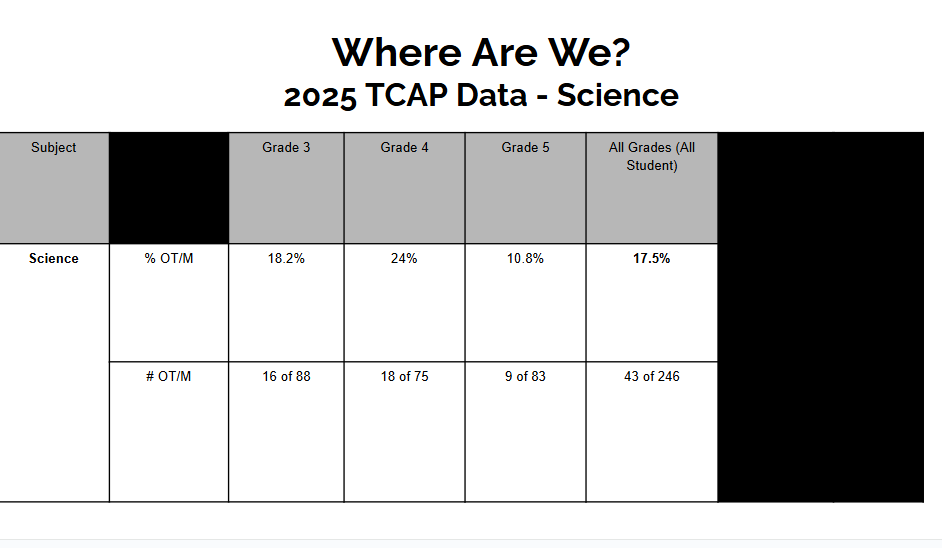 Where Are We?
2025 TCAP Data - Science
Subject Grade 3 Grade 4 Grade 5 All Grades (All
Student)
Science % OT/M 18.2% 24% 10.8% 17.5%
# OT/M 16 of 88 18 of 75 9 of 83 43 of 246